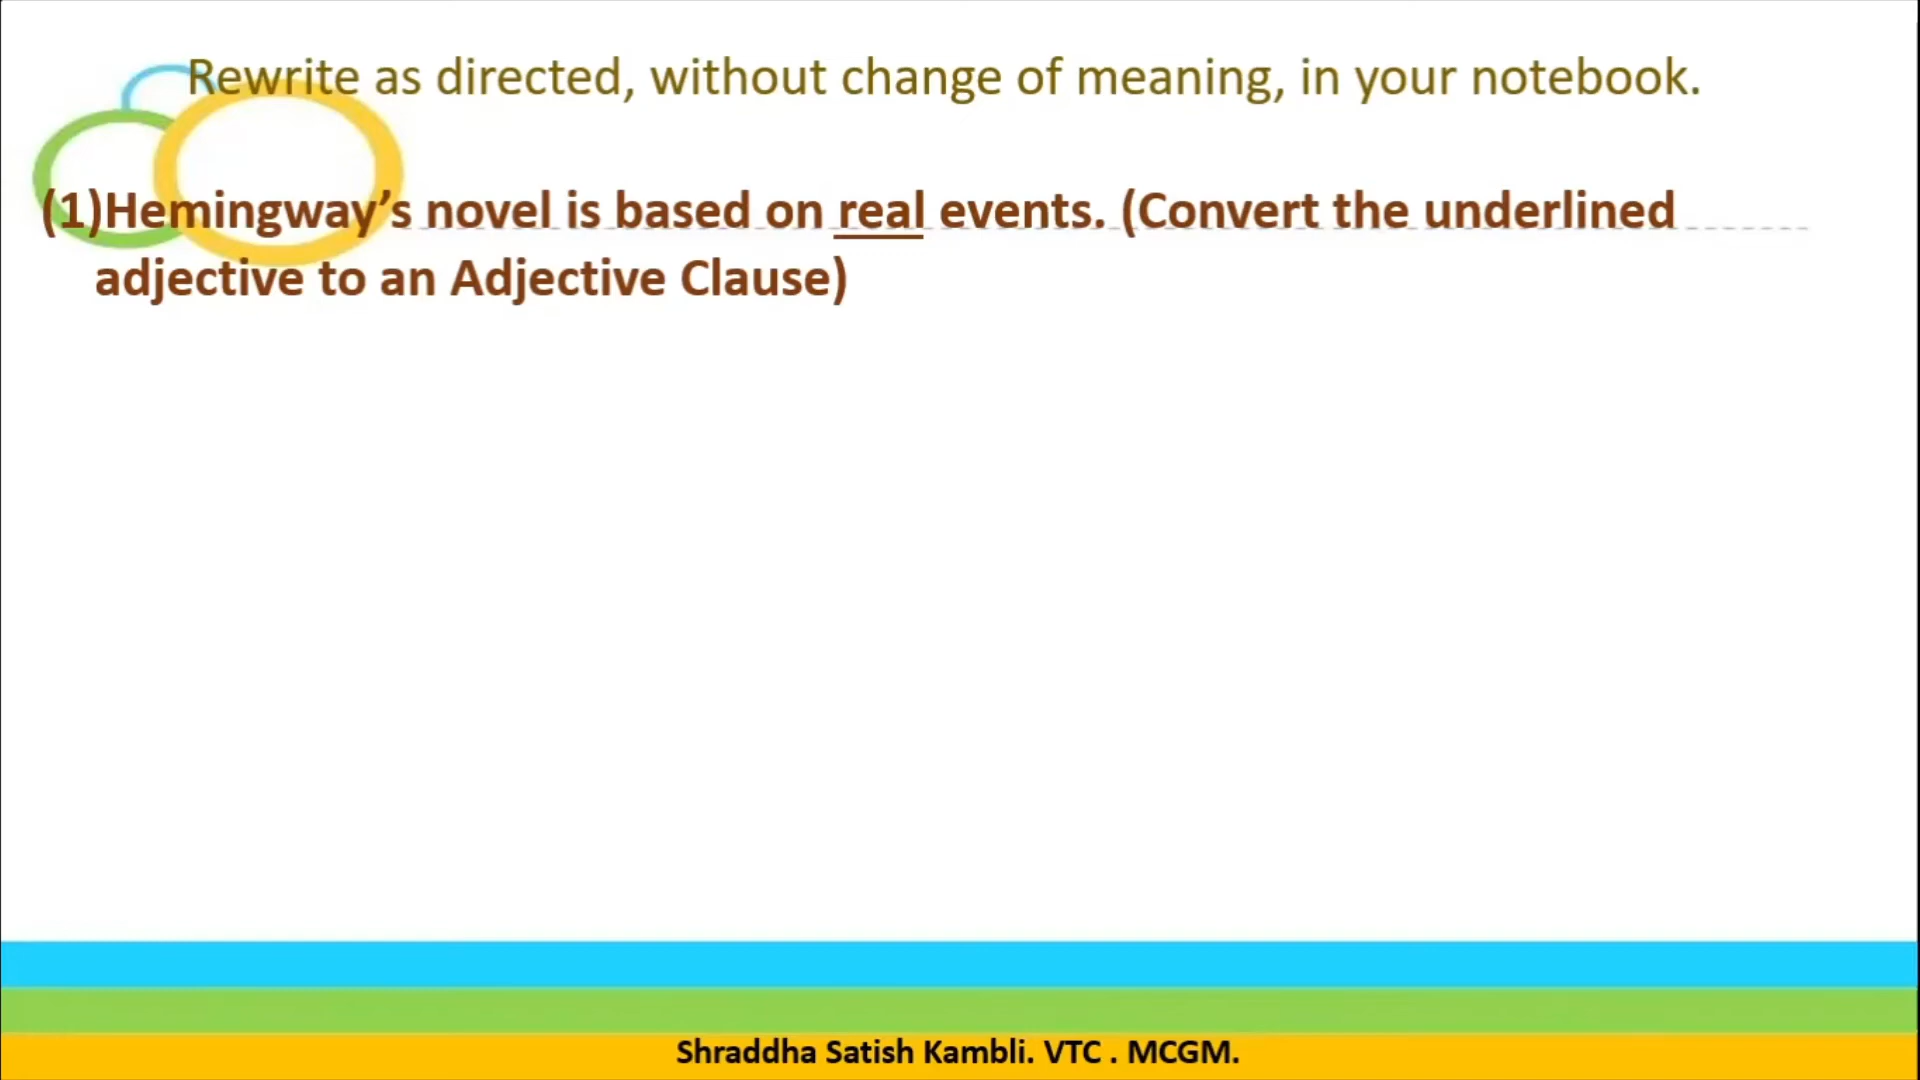 Rewrite as directed, without change of meaning, in your notebook.
(1)Hemingway’s novel is based on real events. (Convert the underlined
adjective to an Adjective Clause)
Shraddha Satish Kambli. VTC . MCGM.